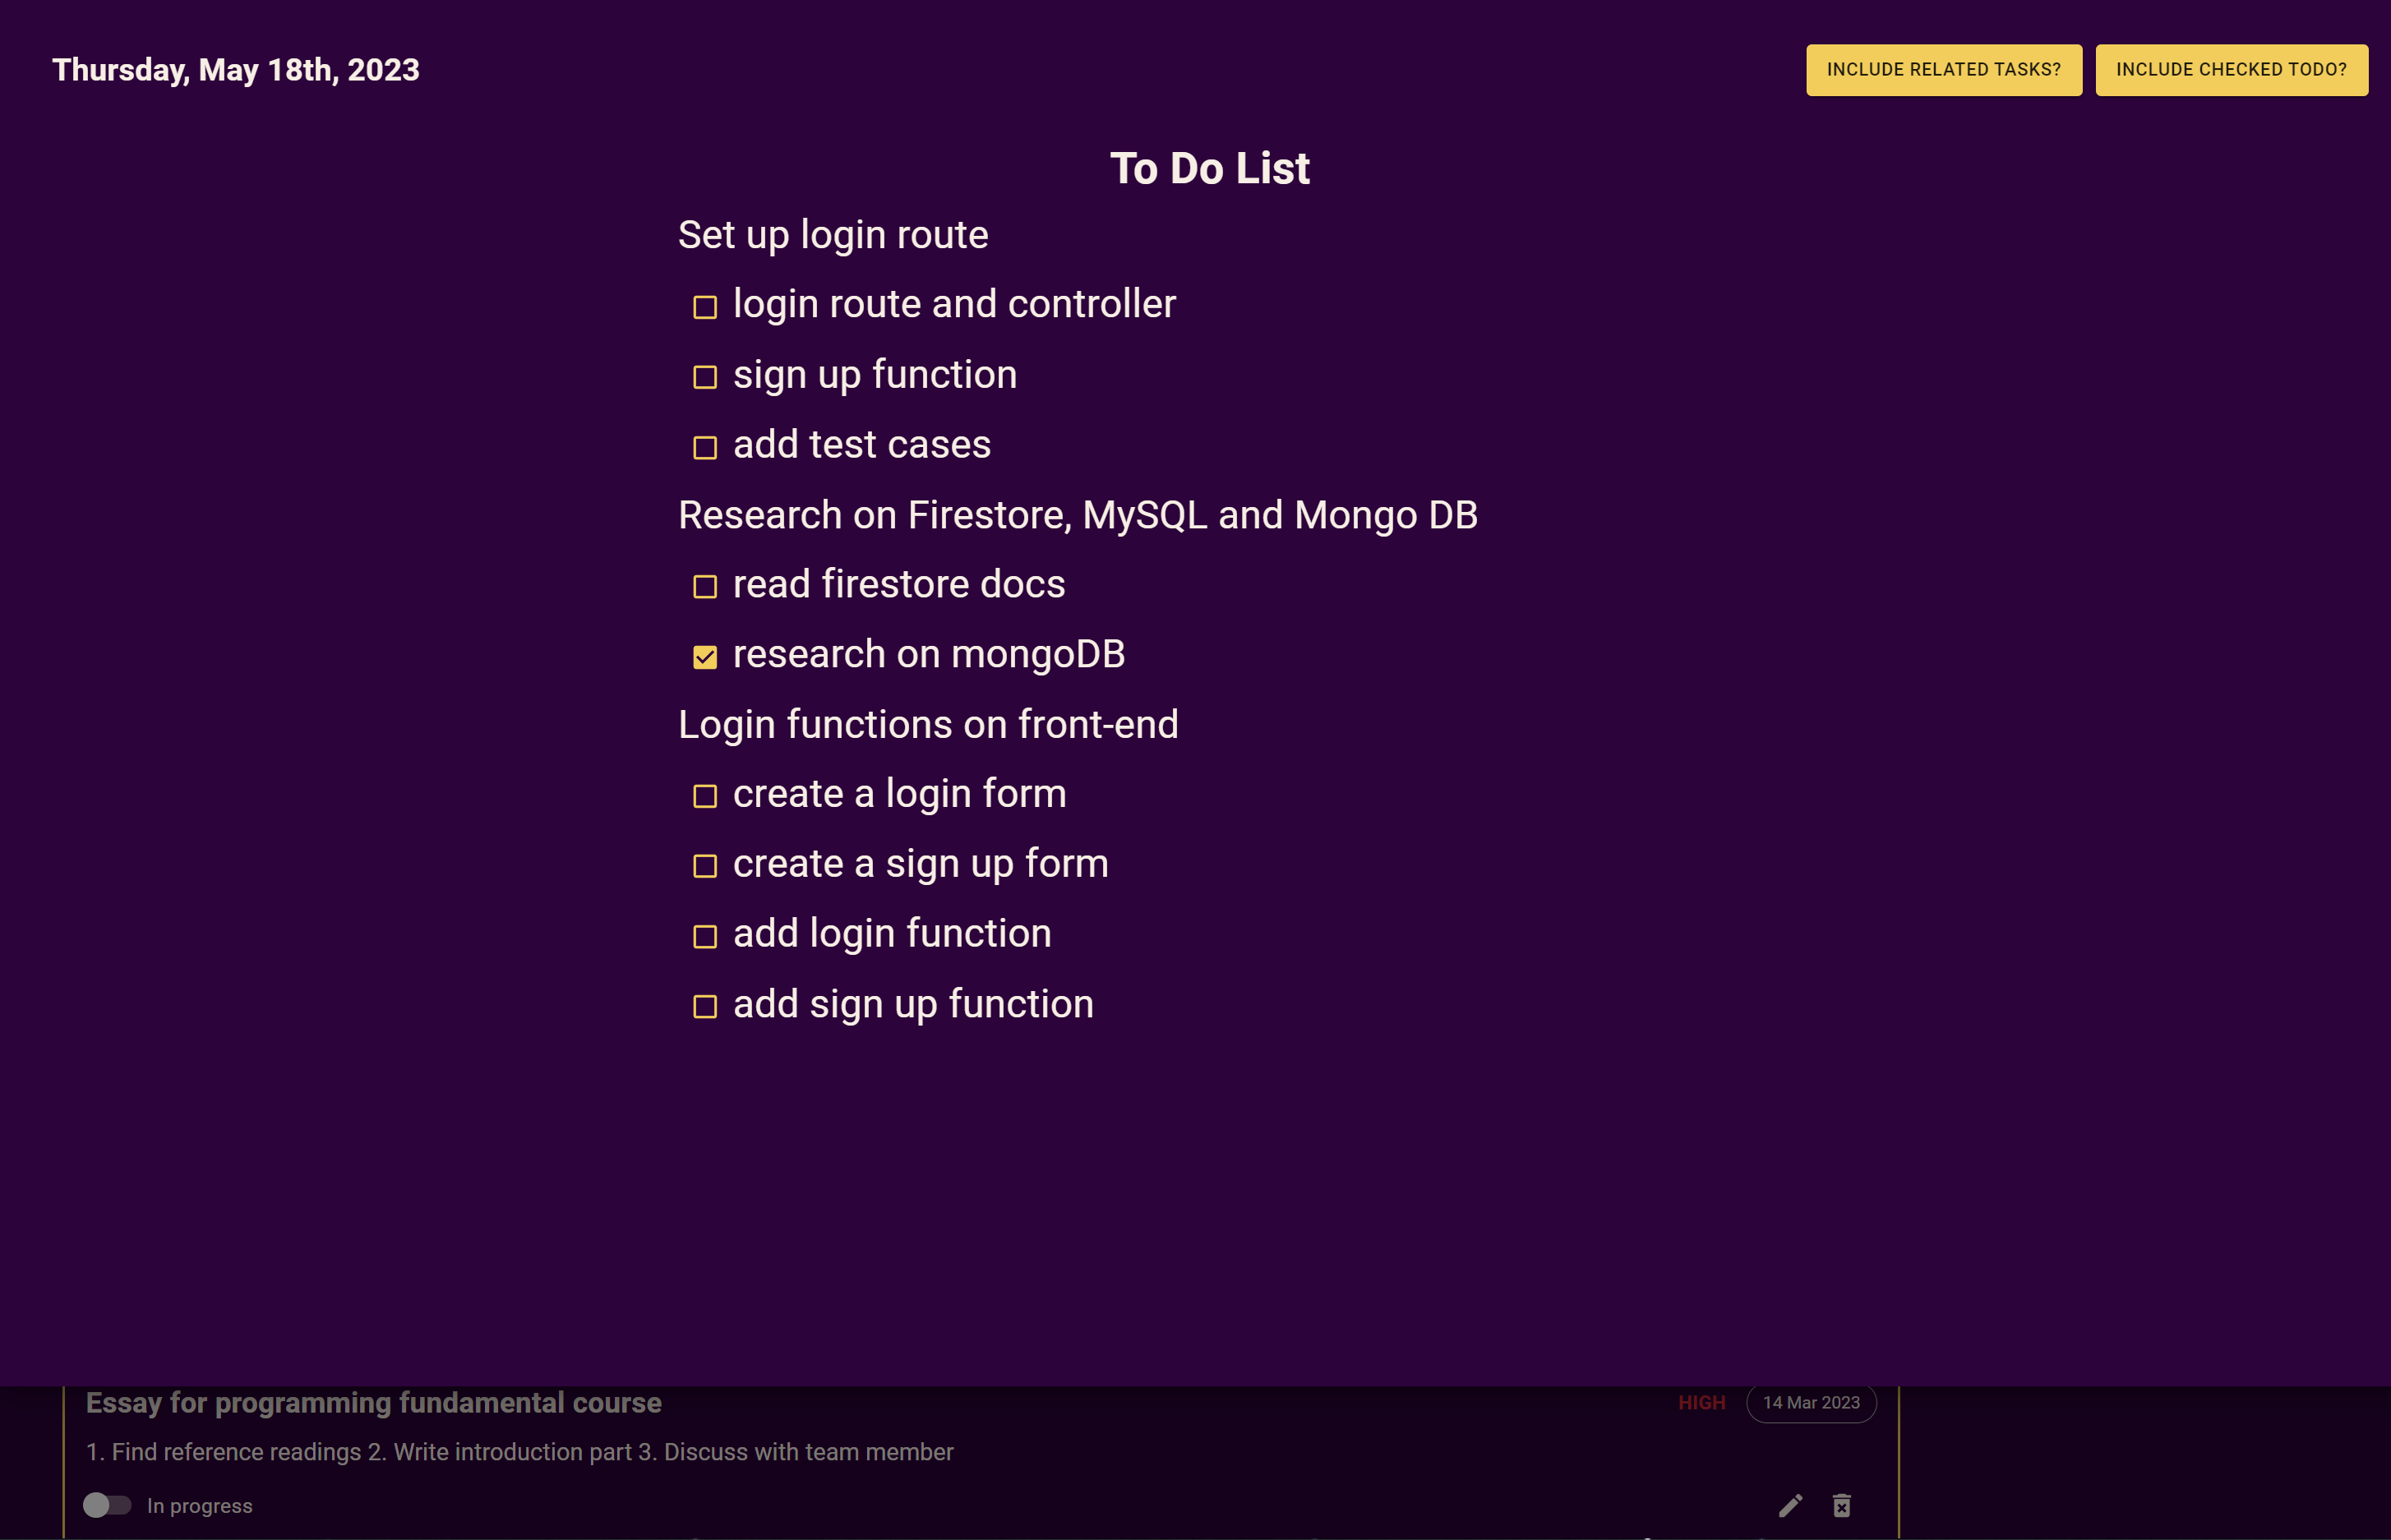 Thursday, May 18th, 2023
INCLUDE RELATED TASKS?
INCLUDE CHECKED TODO?
To Do List
Set up login route
login route and controller
sign up function
add test cases
Research on Firestore, MySQL and Mongo DB
read firestore docs
research on mongoDB
Login functions on front-end
create a login form
create a sign up form
add login function
add sign up function
Essay for programming fundamental course
HIGH
14 Mar 2023
1. Find reference readings 2. Write introduction part 3. Discuss with team member
In progress